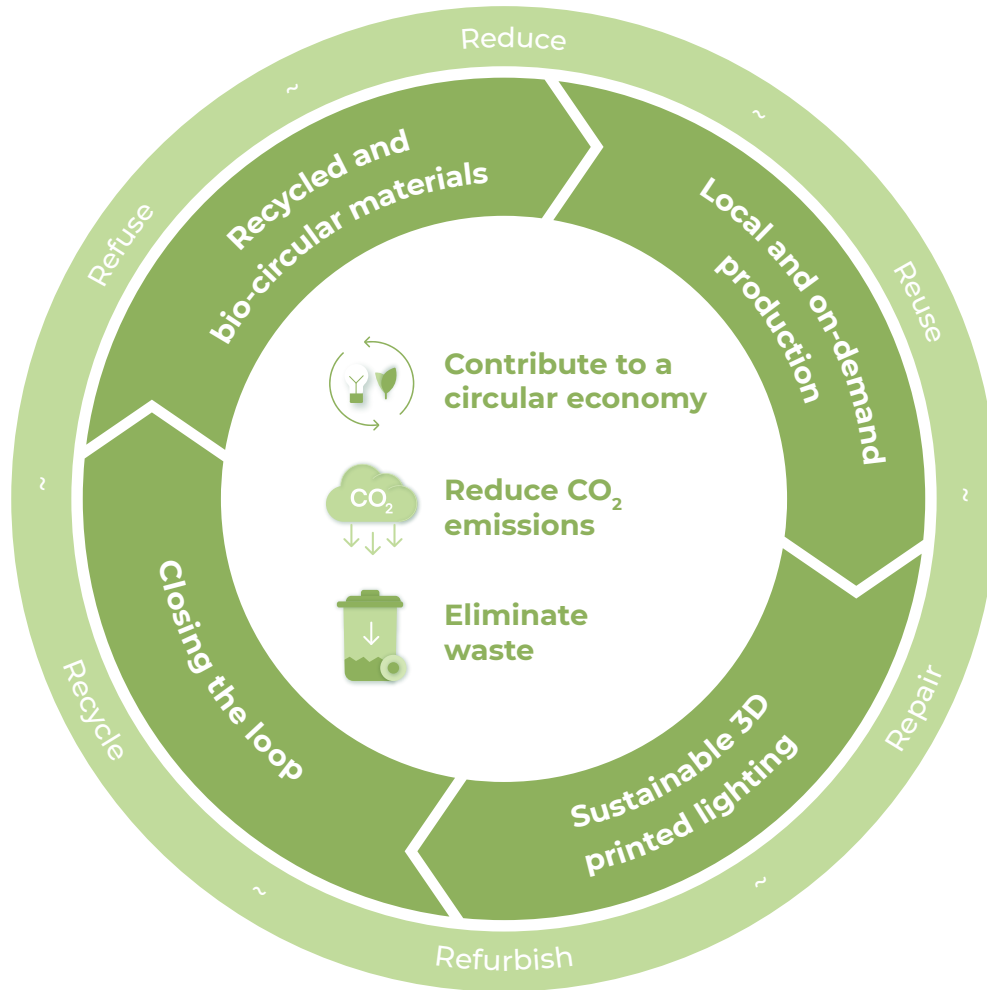 Reduce
~
Reuse
~
Repair
~
Refurbish
~
Recycle
~
Refuse
~
Recycled and
bio-circular materials
Local and on-demand
production
Sustainable 3D
printed lighting
Closing the loop
Contribute to a
circular economy
CO₂
Reduce CO₂
emissions
Eliminate
waste